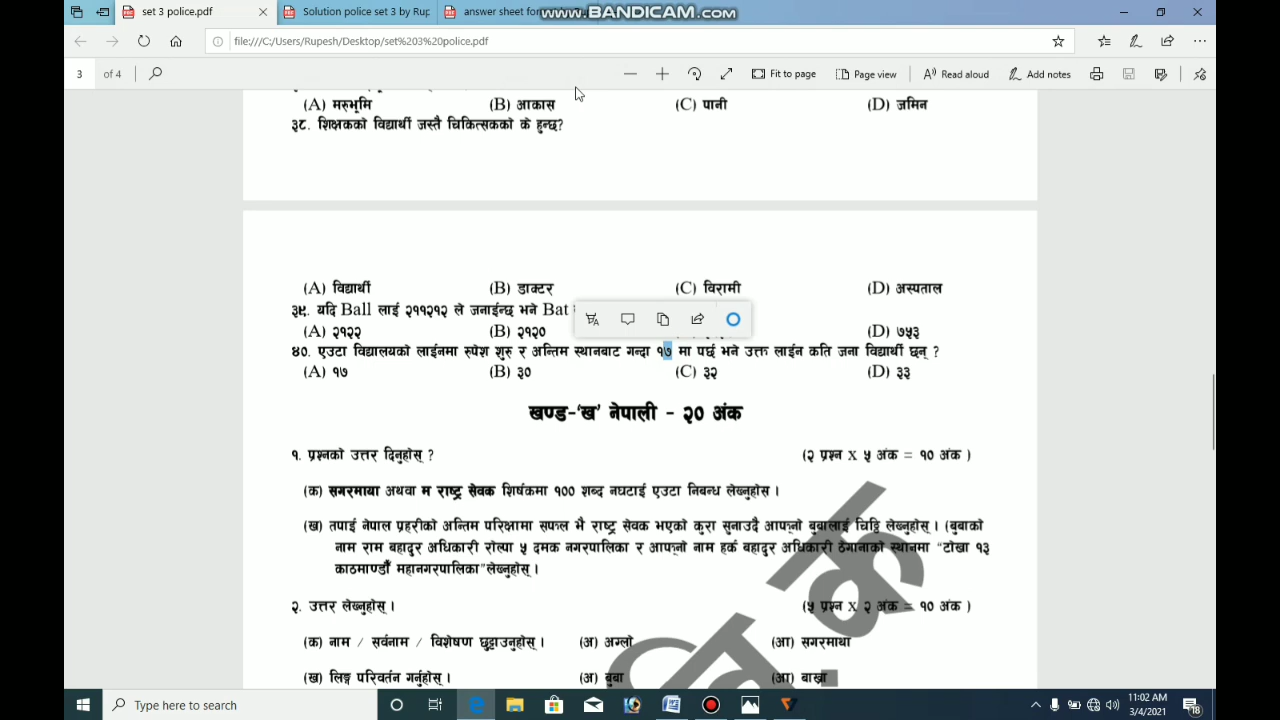 www.BANDICAM.com
set 3 police.pdf
Solution police set 3 by Rup
answer sheet for
file:///C:/Users/Rupesh/Desktop/set%203%20police.pdf
3 of 4
Fit to page
Page view
Read aloud
Add notes
(A) मरुभूमि (B) आकास (C) पानी (D) जमिन
३८. शिक्षकको विद्यार्थी जस्तै चिकित्सकको के हुन्छ?
(A) विद्यार्थी (B) डाक्टर (C) विरामी (D) अस्पताल
३९. यदि Ball लाई २११२१२ ले जनाईन्छ भने Bat
(A) २१२२ (B) २१२० (D) ७५३
४०. एउटा विद्यालयको लाईनमा रुपेश शुरु र अन्तिम स्थानबाट गन्दा १७ मा पर्छ भने उक्त लाईन कति जना विद्यार्थी छन् ?
(A) १७ (B) ३० (C) ३२ (D) ३३
खण्ड-‘ख’ नेपाली - २० अंक
१. प्रश्नको उत्तर दिनुहोस् ? (२ प्रश्न x ५ अंक = १० अंक )
(क) सगरमाथा अथवा म राष्ट्र सेवक शिर्षकमा १०० शब्द नघटाई एउटा निबन्ध लेख्नुहोस ।
(ख) तपाई नेपाल प्रहरीको अन्तिम परिक्षामा सफल भै राष्ट्र सेवक भएको कुरा सुनाउदै आफ्नो बुबालाई चिठ्ठि लेख्नुहोस् । (बुबाको
नाम राम बहादुर अधिकारी रोल्पा ५ दमक नगरपालिका र आफ्नो नाम हर्क बहादुर अधिकारी ठेगानाको स्थानमा “टोखा १३
काठमाण्डौँ महानगरपालिका”लेख्नुहोस् ।
२. उत्तर लेख्नुहोस् । (५ प्रश्न x २ अंक = १० अंक )
(क) नाम / सर्वनाम / विशेषण छुट्टाउनुहोस् । (अ) अग्लो (आ) सगरमाथा
(ख) लिङ्ग परिवर्तन गर्नुहोस् । (अ) बुबा (आ) बाख्रा
Type here to search
11:02 AM
3/4/2021
18